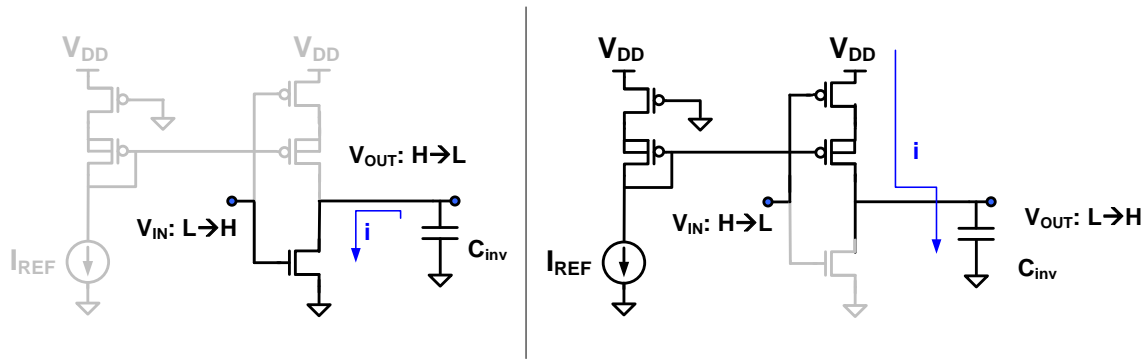 VDD
VDD
VOUT: H→L
VIN: L→H
i
Cinv
IREF
VDD
VDD
i
VIN: H→L
VOUT: L→H
Cinv
IREF